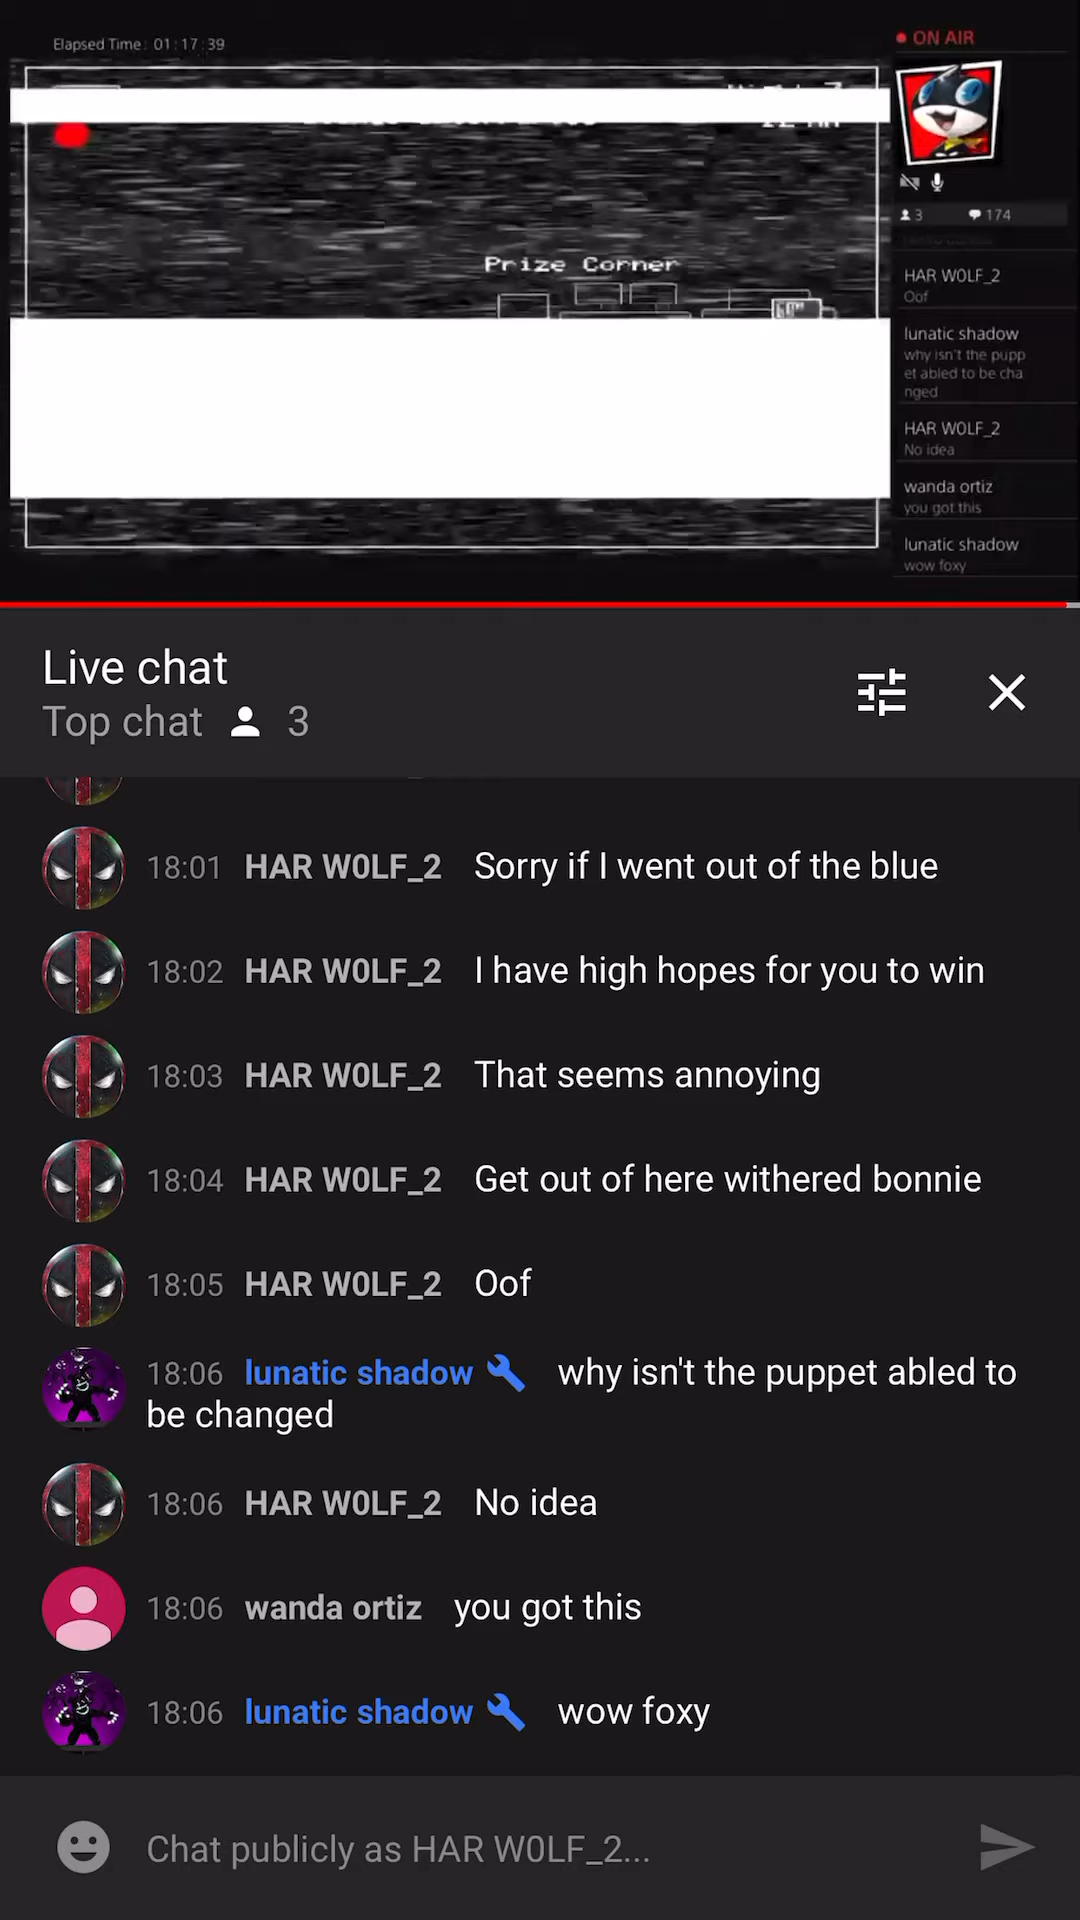 Elapsed Time: 01:17:39
ON AIR
Prize Corner
3
174
HAR W0LF_2
Oof
lunatic shadow
why isn't the pupp
et abled to be cha
nged
HAR W0LF_2
No idea
wanda ortiz
you got this
lunatic shadow
wow foxy
Live chat
Top chat 3
18:01 HAR W0LF_2 Sorry if I went out of the blue
18:02 HAR W0LF_2 I have high hopes for you to win
18:03 HAR W0LF_2 That seems annoying
18:04 HAR W0LF_2 Get out of here withered bonnie
18:05 HAR W0LF_2 Oof
18:06 lunatic shadow why isn't the puppet abled to
be changed
18:06 HAR W0LF_2 No idea
18:06 wanda ortiz you got this
18:06 lunatic shadow wow foxy
Chat publicly as HAR W0LF_2...